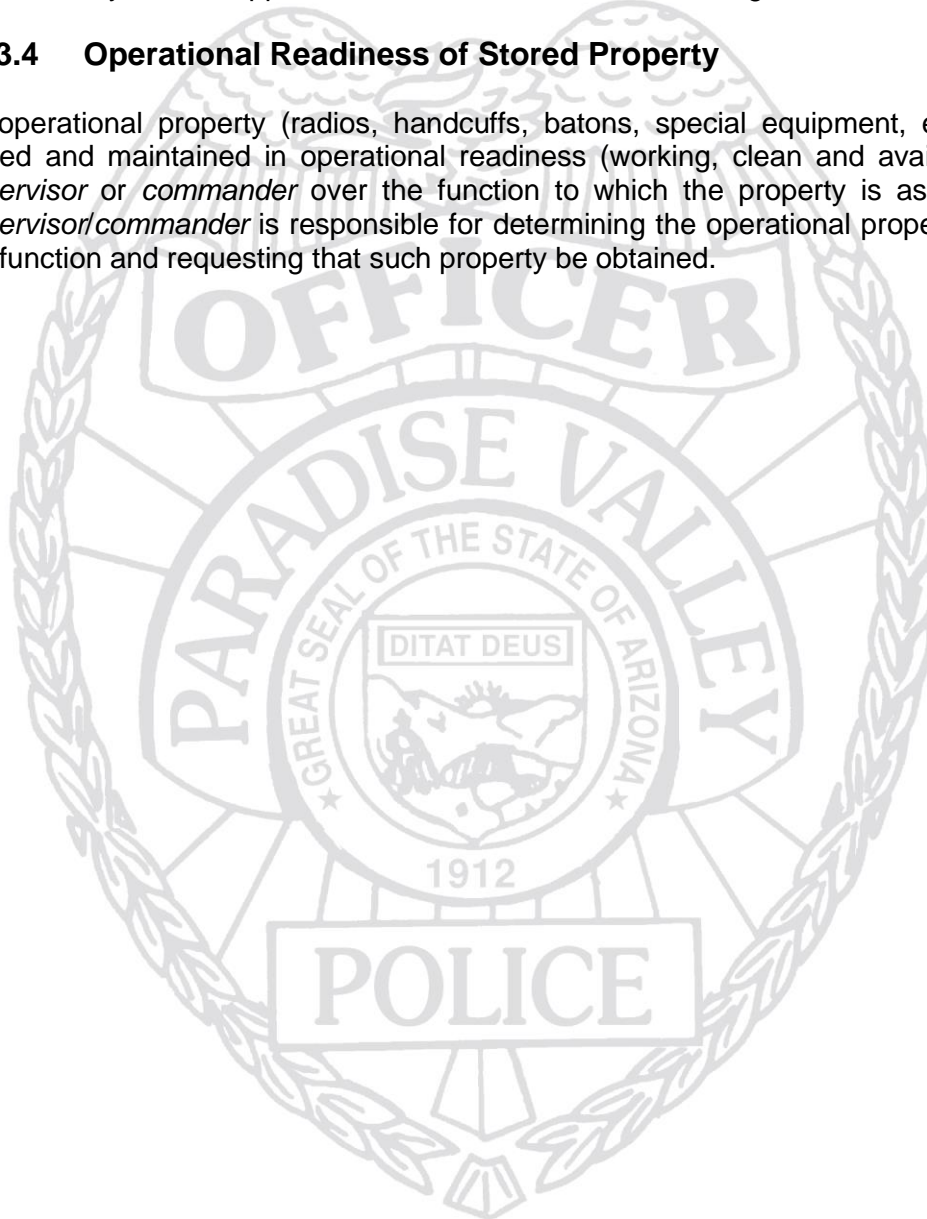 3.4 Operational Readiness of Stored Property
operational property (radios, handcuffs, batons, special equipment, e
ed and maintained in operational readiness (working, clean and avai
ervisor or commander over the function to which the property is as
ervisor/commander is responsible for determining the operational prope
function and requesting that such property be obtained.
OFFICER
PARADISE VALLEY
GREAT SEAL OF THE STATE OF ARIZONA
DITAT DEUS
1912
POLICE